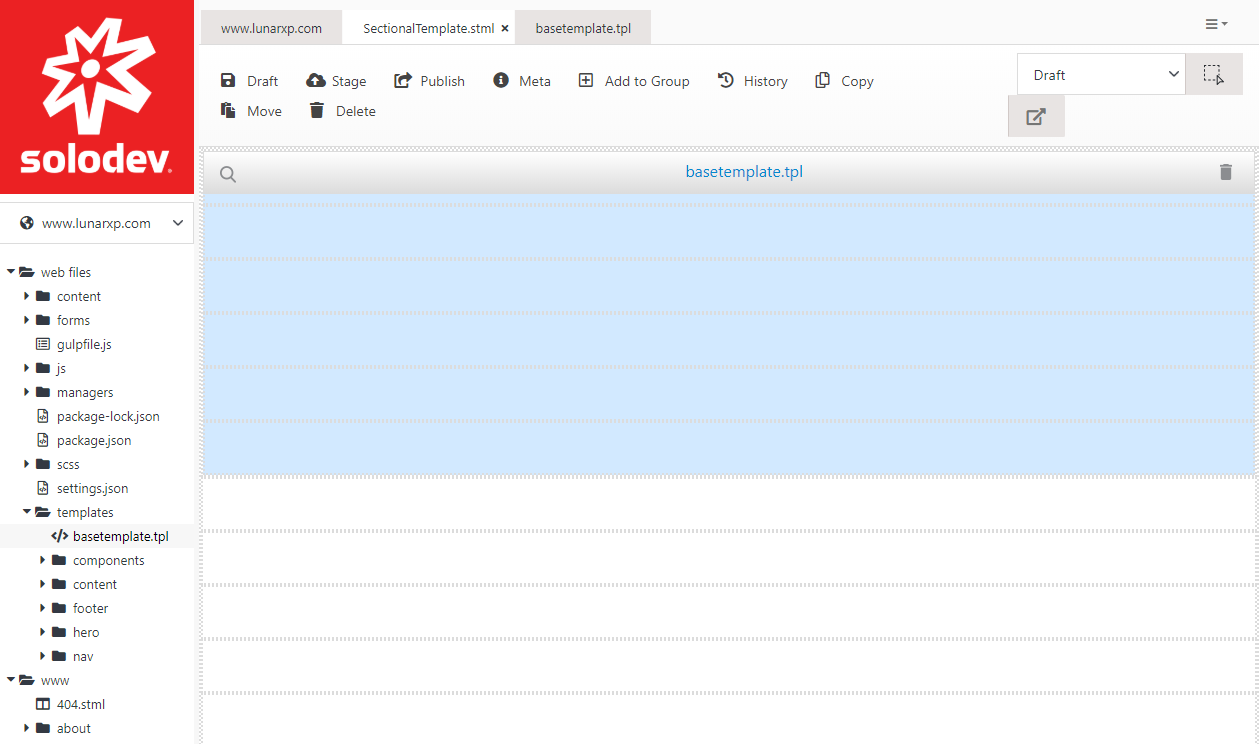 solodev
www.lunarxp.com
web files
content
forms
gulpfile.js
js
managers
package-lock.json
package.json
scss
settings.json
templates
basetemplate.tpl
components
content
footer
hero
nav
www
404.stml
about
www.lunarxp.com SectionalTemplate.stml × basetemplate.tpl
Draft Stage Publish Meta Add to Group History Copy
Move Delete
Draft
basetemplate.tpl